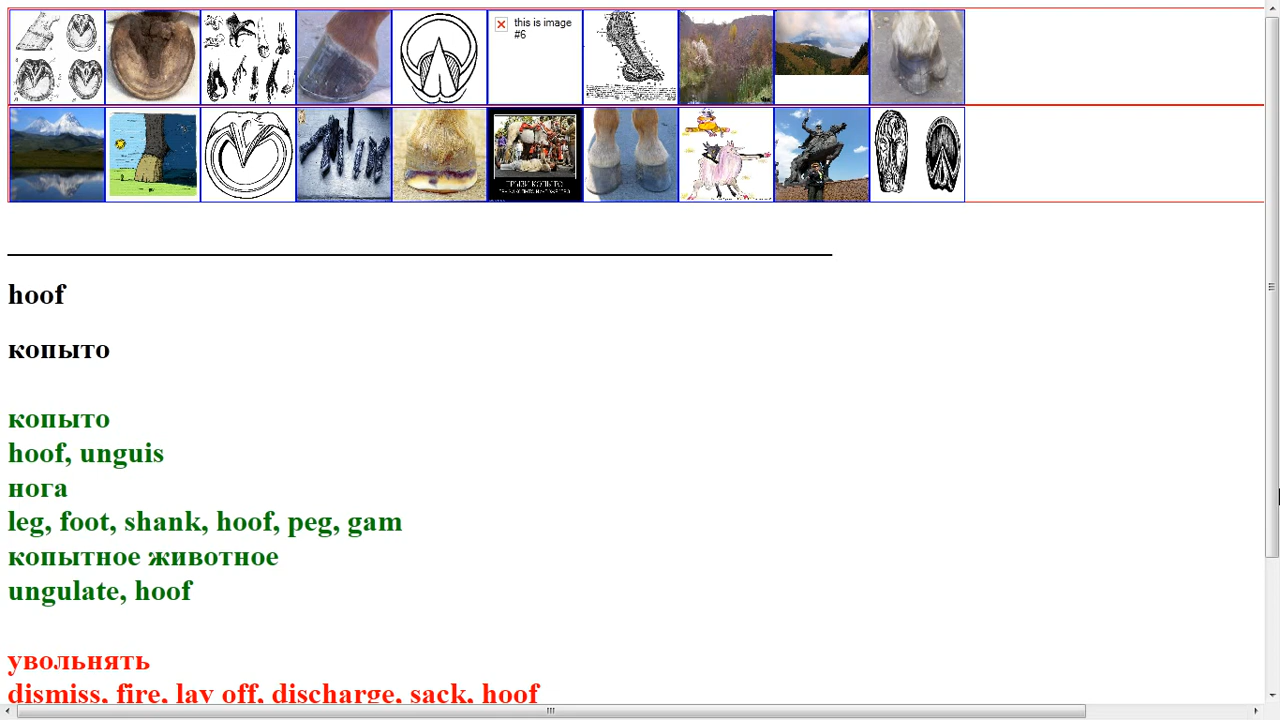 this is image
#6
hoof
копыто
копыто
hoof, unguis
нога
leg, foot, shank, hoof, peg, gam
копытное животное
ungulate, hoof
увольнять
dismiss, fire, lay off, discharge, sack, hoof